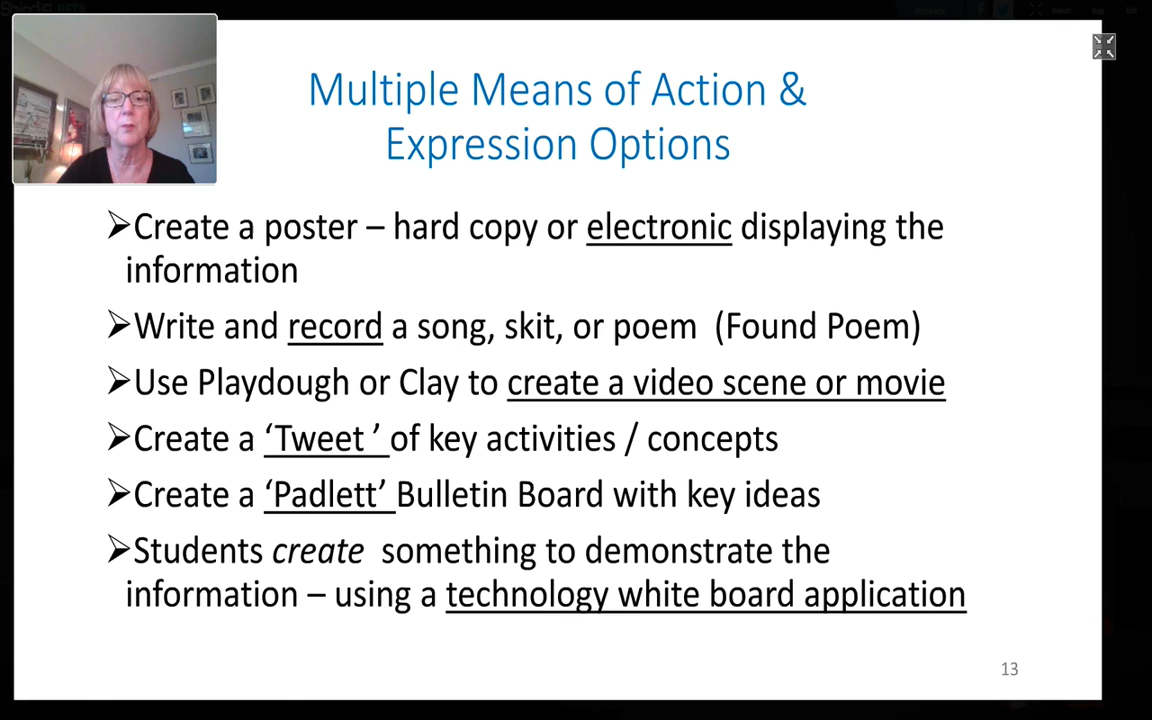 Multiple Means of Action &
Expression Options
➢Create a poster – hard copy or electronic displaying the
information
➢Write and record a song, skit, or poem (Found Poem)
➢Use Playdough or Clay to create a video scene or movie
➢Create a ‘Tweet ’ of key activities / concepts
➢Create a ‘Padlett’ Bulletin Board with key ideas
➢Students create something to demonstrate the
information – using a technology white board application
13